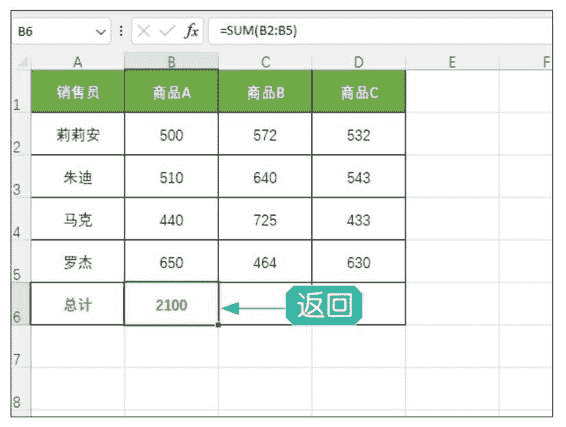 B6 fx =SUM(B2:B5)
A B C D E F
1 销售员 商品A 商品B 商品C
2 莉莉安 500 572 532
3 朱迪 510 640 543
4 马克 440 725 433
5 罗杰 650 464 630
6 总计 2100 返回
7
8